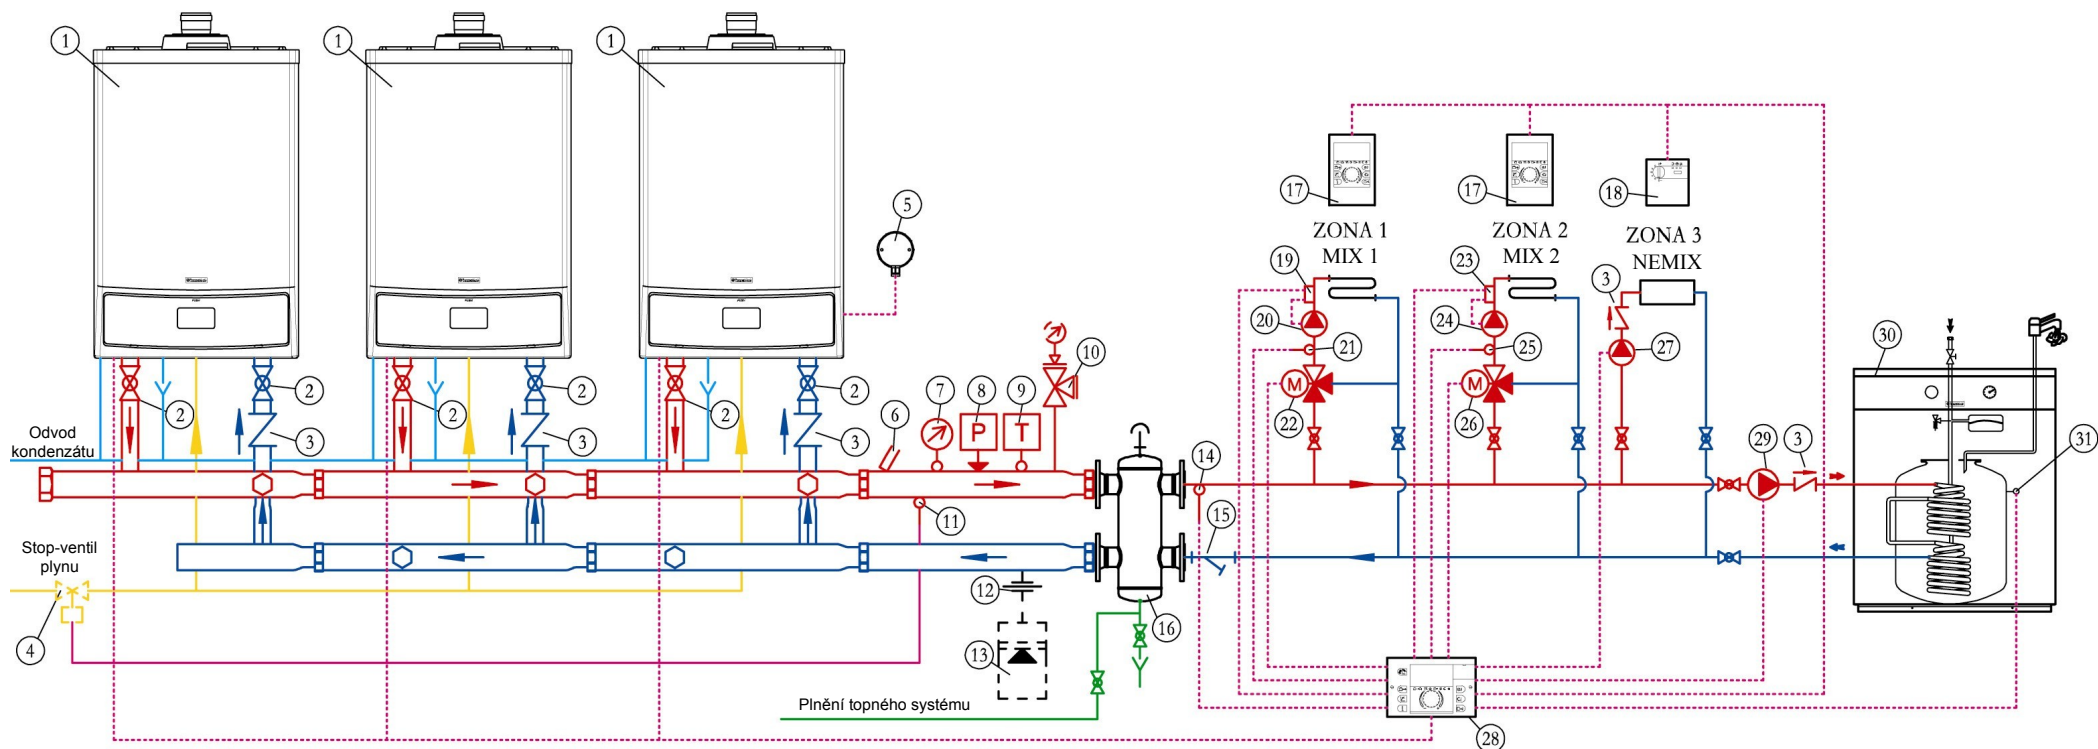 1
1
1
5
2
2
2
2
2
2
3
3
3
Odvod
kondenzátu
6
7
8
9
10
P
T
11
Stop-ventil
plynu
4
12
13
14
15
16
Plnění topného systému
17
17
18
ZONA 1
MIX 1
ZONA 2
MIX 2
ZONA 3
NEMIX
19
20
21
M
22
23
24
25
M
26
3
27
29
3
30
31
28